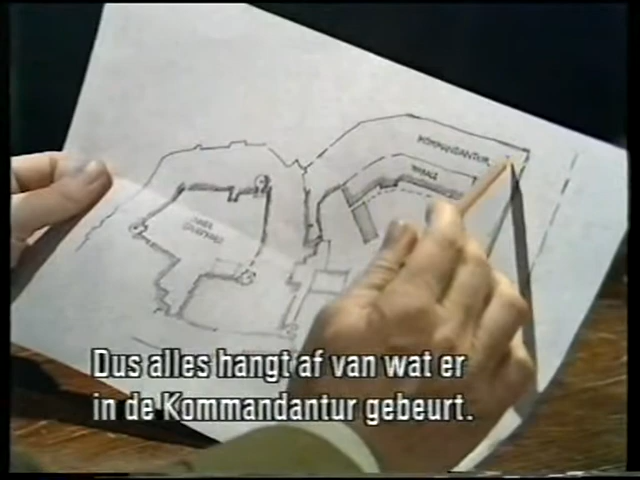 KOMMANDANTUR
Dus alles hangt af van wat er
in de Kommandantur gebeurt.